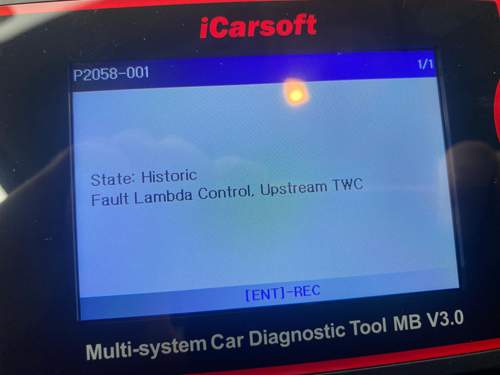 iCarsoft
P2058-001 1/1
State: Historic
Fault Lambda Control, Upstream TWC
[ENT]-REC
Multi-system Car Diagnostic Tool MB V3.0